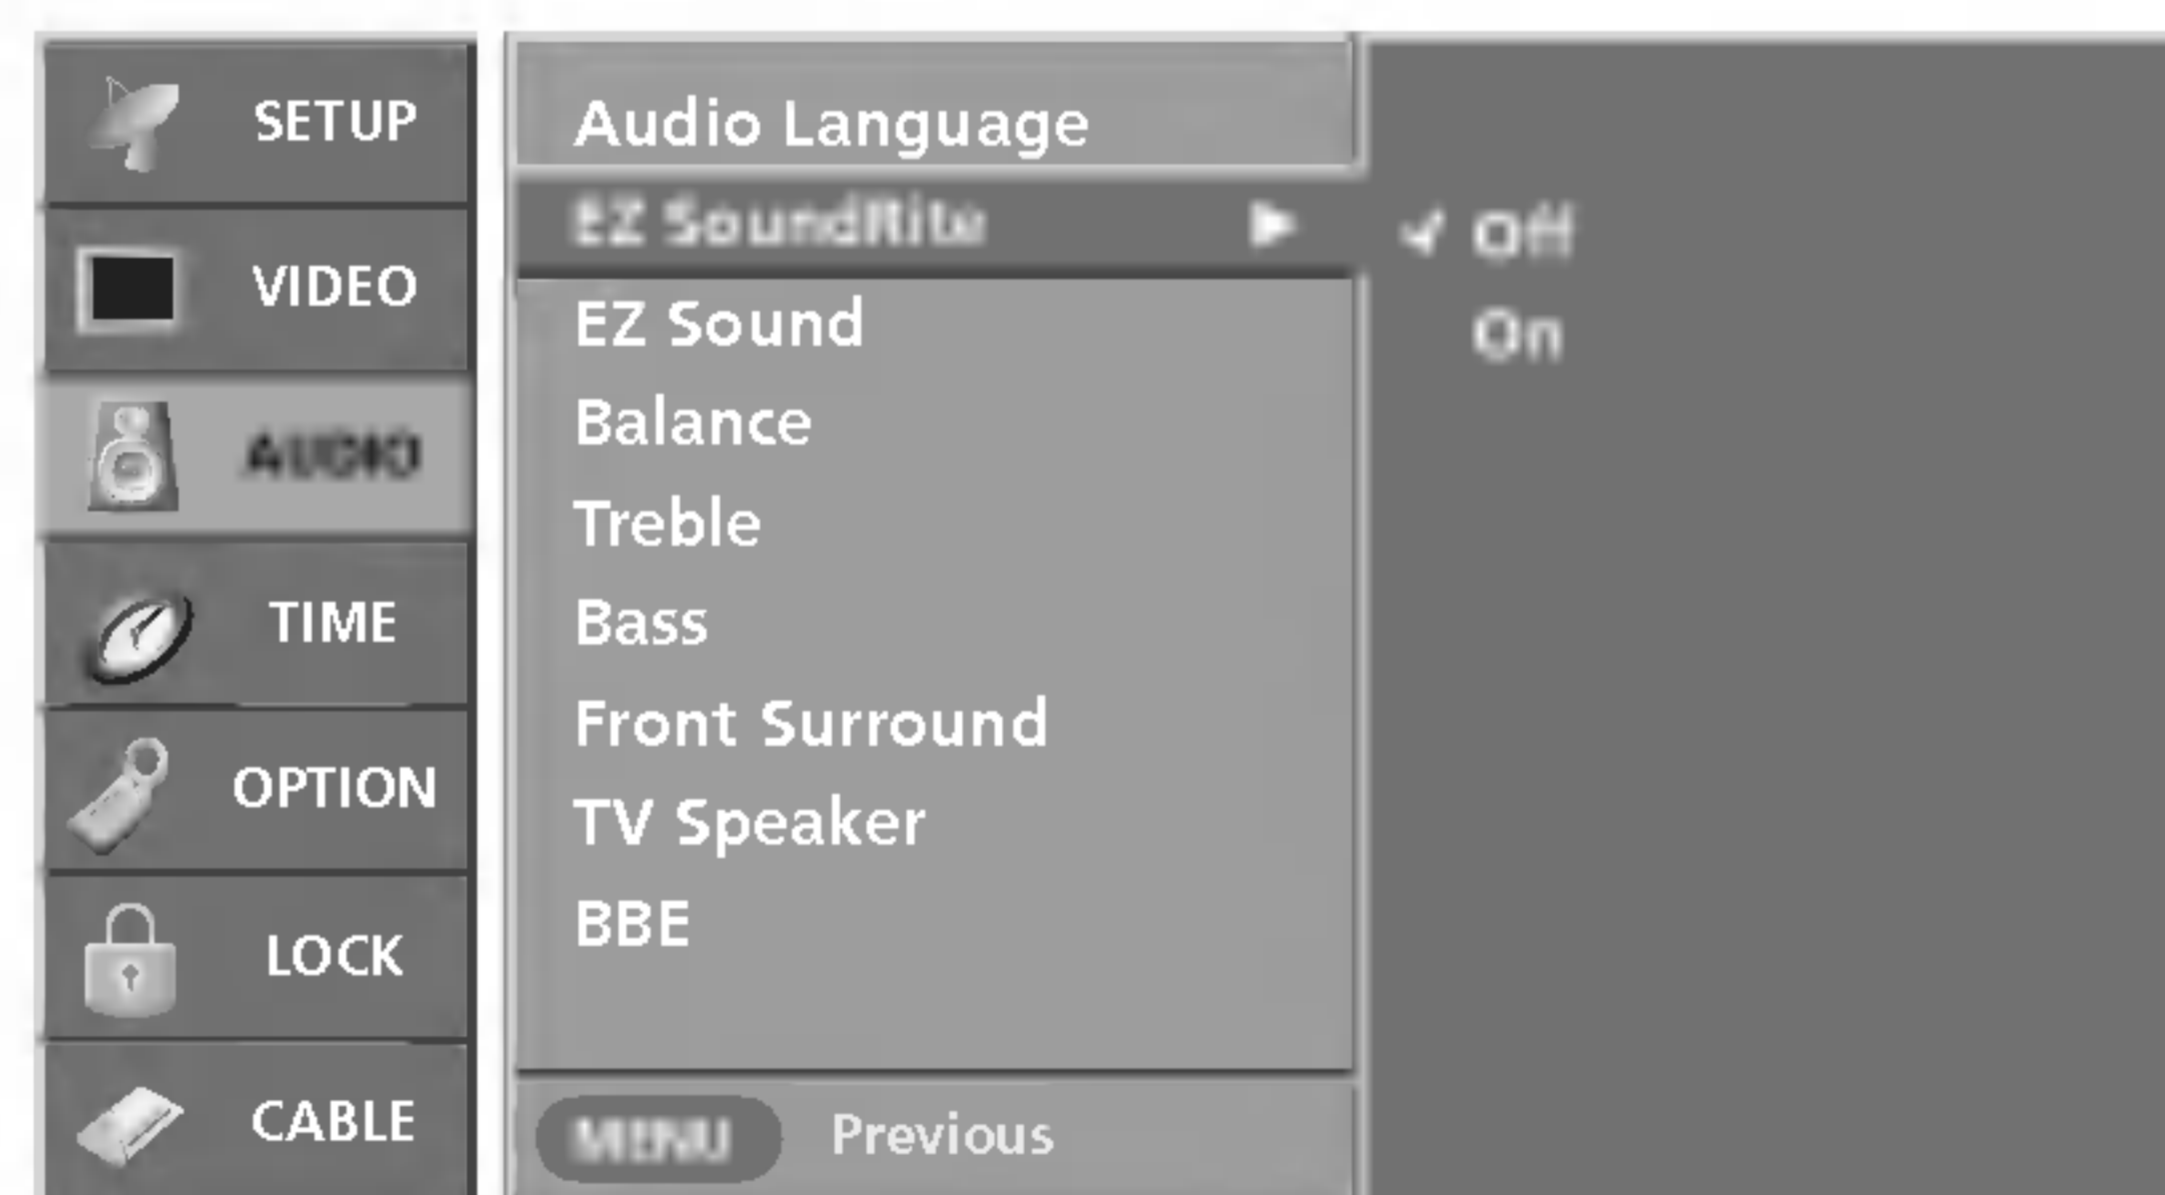 SETUP
VIDEO
AUDIO
TIME
OPTION
LOCK
CABLE
Audio Language
EZ SoundRite
EZ Sound
Balance
Treble
Bass
Front Surround
TV Speaker
BBE
MENU Previous
Off
On